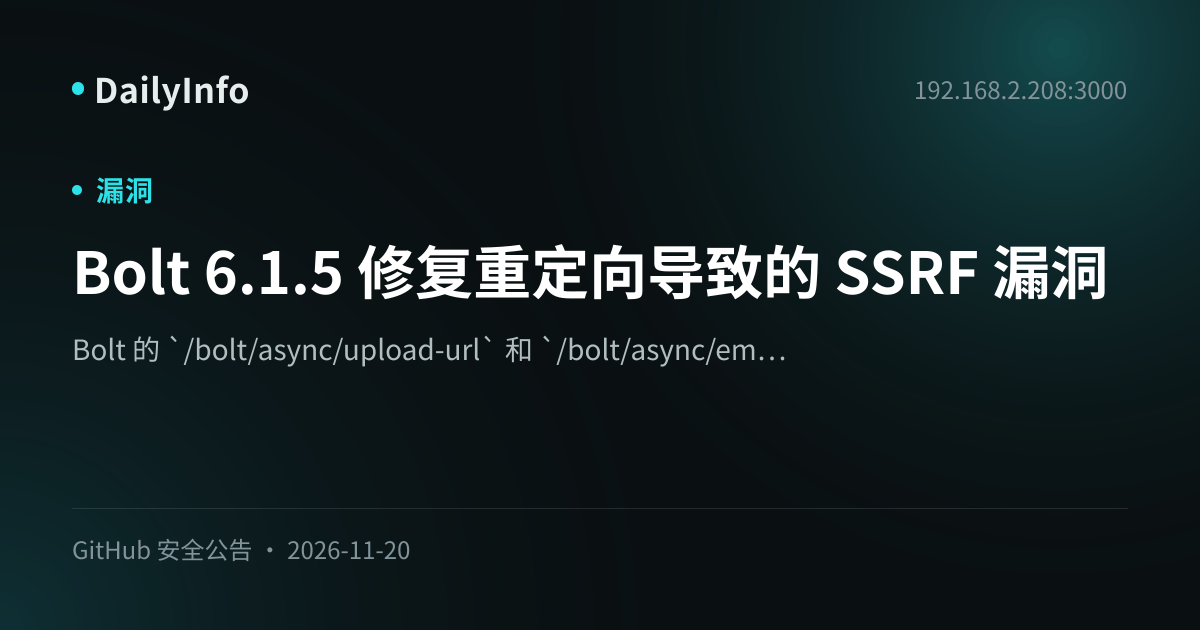 DailyInfo
192.168.2.208:3000
漏洞
Bolt 6.1.5 修复重定向导致的 SSRF 漏洞
Bolt 的 `/bolt/async/upload-url` 和 `/bolt/async/em…
GitHub 安全公告 · 2026-11-20